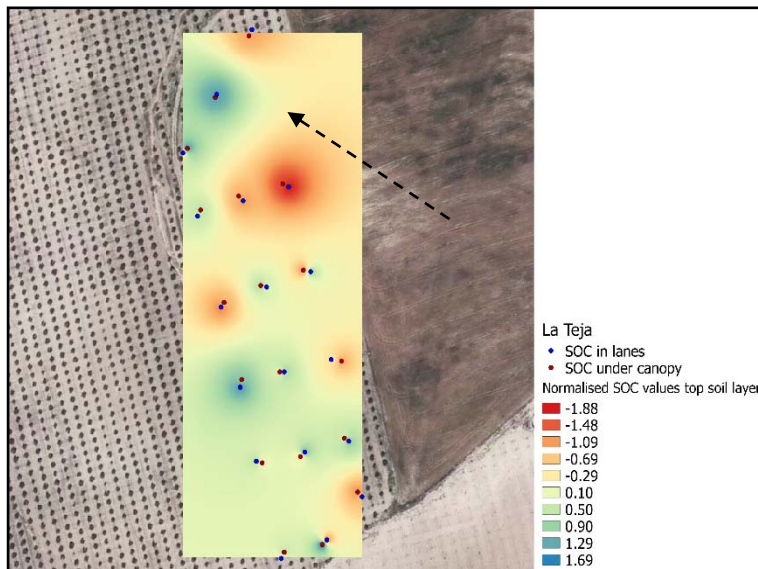 La Teja
SOC in lanes
SOC under canopy
Normalised SOC values top soil layer
-1.88
-1.48
-1.09
-0.69
-0.29
0.10
0.50
0.90
1.29
1.69